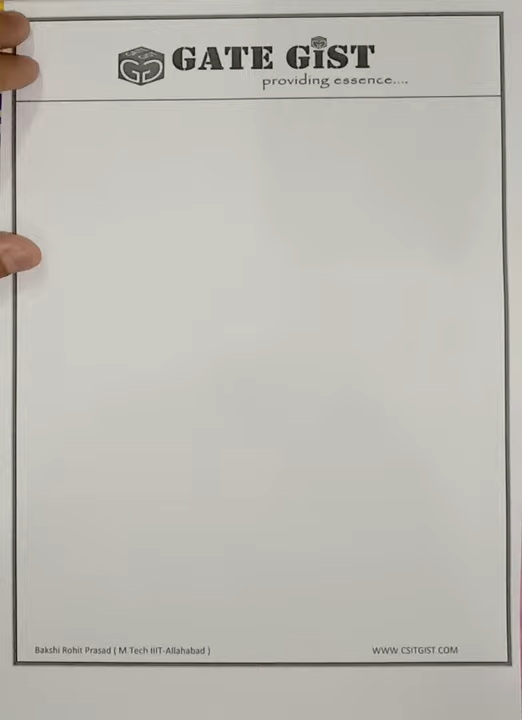 GATE GiST
providing essence....
Bakshi Rohit Prasad ( M.Tech IIIT-Allahabad )
WWW.CSITGIST.COM